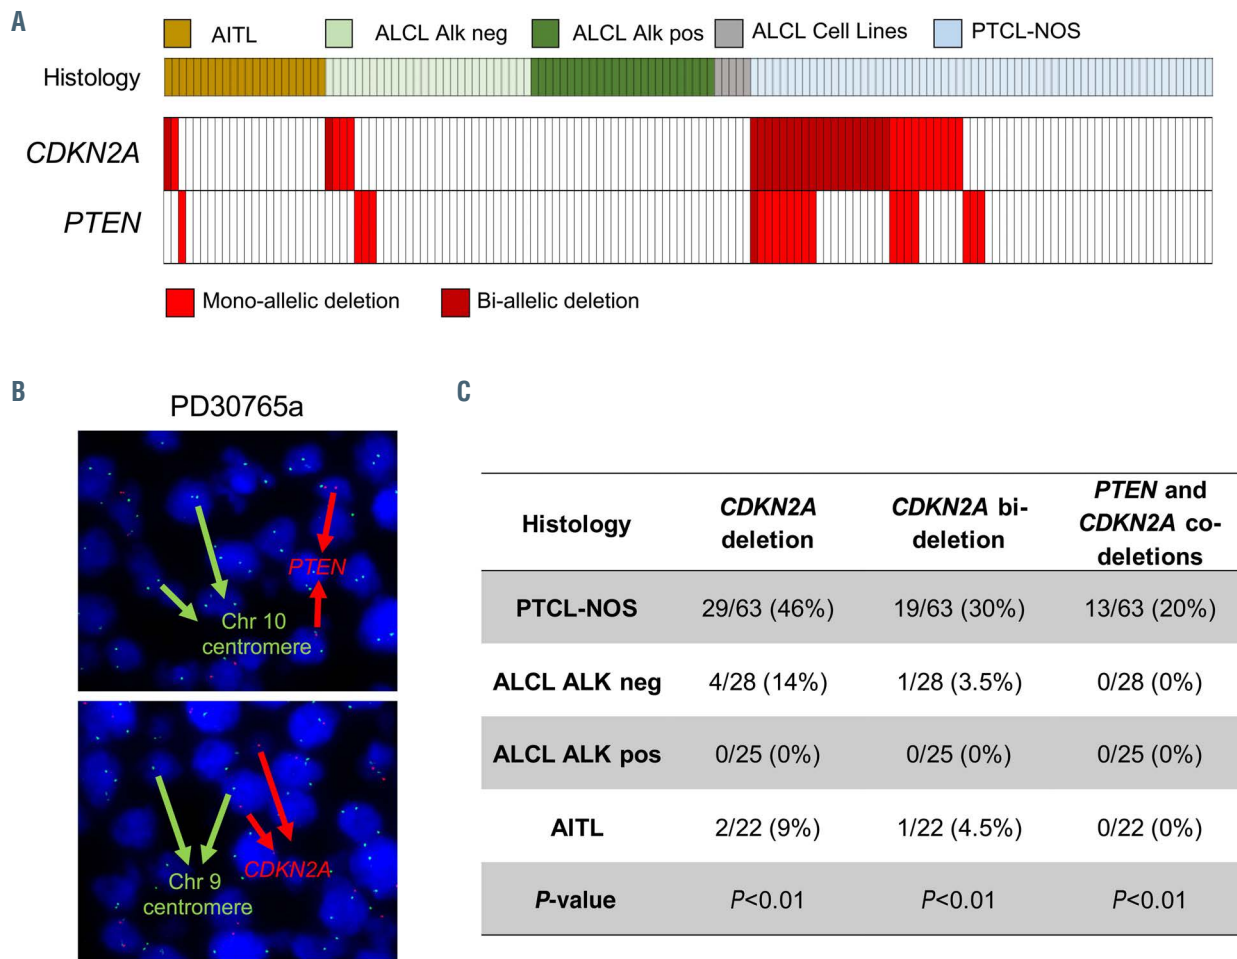 A
AITL
ALCL Alk neg
ALCL Alk pos
ALCL Cell Lines
PTCL-NOS
Histology
CDKN2A
PTEN
Mono-allelic deletion
Bi-allelic deletion
B
PD30765a
PTEN
Chr 10
centromere
CDKN2A
Chr 9
centromere
C
Histology
CDKN2A
deletion
CDKN2A bi-
deletion
PTEN and
CDKN2A co-
deletions
PTCL-NOS 29/63 (46%) 19/63 (30%) 13/63 (20%)
ALCL ALK neg 4/28 (14%) 1/28 (3.5%) 0/28 (0%)
ALCL ALK pos 0/25 (0%) 0/25 (0%) 0/25 (0%)
AITL 2/22 (9%) 1/22 (4.5%) 0/22 (0%)
P-value P<0.01 P<0.01 P<0.01